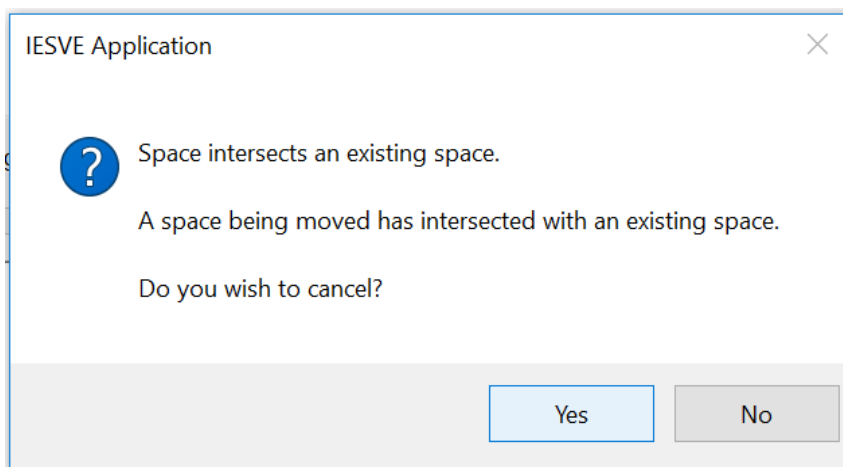 IESVE Application
Space intersects an existing space.
A space being moved has intersected with an existing space.
Do you wish to cancel?
Yes
No